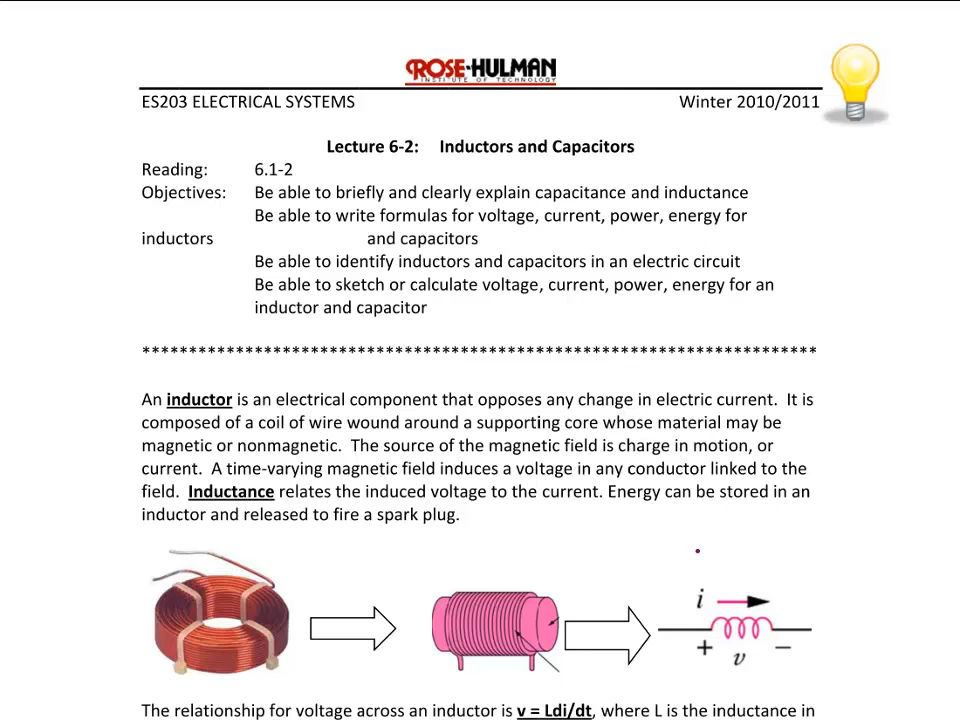 ROSE-HULMAN
INSTITUTE OF TECHNOLOGY
ES203 ELECTRICAL SYSTEMS Winter 2010/2011
Lecture 6-2: Inductors and Capacitors
Reading: 6.1-2
Objectives: Be able to briefly and clearly explain capacitance and inductance
Be able to write formulas for voltage, current, power, energy for
inductors and capacitors
Be able to identify inductors and capacitors in an electric circuit
Be able to sketch or calculate voltage, current, power, energy for an
inductor and capacitor
************************************************************************
An inductor is an electrical component that opposes any change in electric current. It is
composed of a coil of wire wound around a supporting core whose material may be
magnetic or nonmagnetic. The source of the magnetic field is charge in motion, or
current. A time-varying magnetic field induces a voltage in any conductor linked to the
field. Inductance relates the induced voltage to the current. Energy can be stored in an
inductor and released to fire a spark plug.
i
+ v −
The relationship for voltage across an inductor is v = Ldi/dt, where L is the inductance in